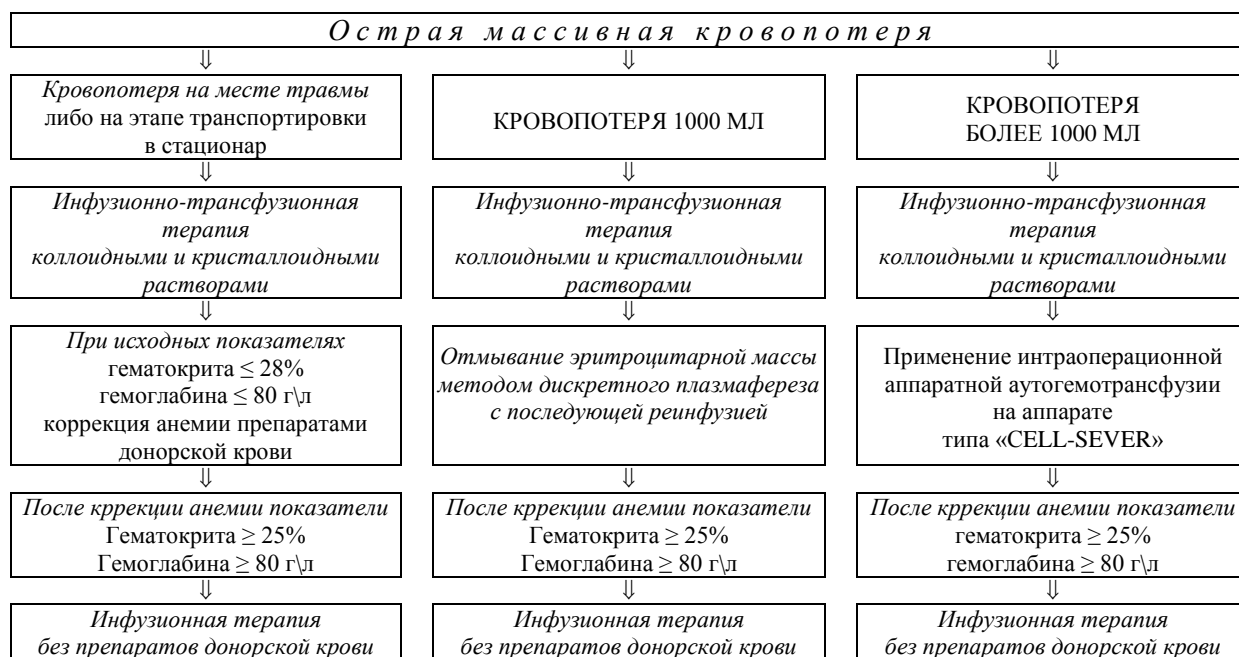 Острая массивная кровопотеря
⇓
⇓
⇓
Кровопотеря на месте травмы
либо на этапе транспортировки
в стационар
КРОВОПОТЕРЯ 1000 МЛ
КРОВОПОТЕРЯ
БОЛЕЕ 1000 МЛ
⇓
⇓
⇓
Инфузионно-трансфузионная
терапия
коллоидными и кристаллоидными
растворами
Инфузионно-трансфузионная
терапия
коллоидными и кристаллоидными
растворами
Инфузионно-трансфузионная
терапия
коллоидными и кристаллоидными
растворами
⇓
⇓
⇓
При исходных показателях
гематокрита ≤ 28%
гемоглабина ≤ 80 г\л
коррекция анемии препаратами
донорской крови
Отмывание эритроцитарной массы
методом дискретного плазмафереза
с последующей реинфузией
Применение интраоперационной
аппаратной аутогемотрансфузии
на аппарате
типа «CELL-SEVER»
⇓
⇓
⇓
После кррекции анемии показатели
Гематокрита ≥ 25%
Гемоглабина ≥ 80 г\л
После кррекции анемии показатели
Гематокрита ≥ 25%
Гемоглабина ≥ 80 г\л
После кррекции анемии показатели
гематокрита ≥ 25%
гемоглабина ≥ 80 г\л
⇓
⇓
⇓
Инфузионная терапия
без препаратов донорской крови
Инфузионная терапия
без препаратов донорской крови
Инфузионная терапия
без препаратов донорской крови